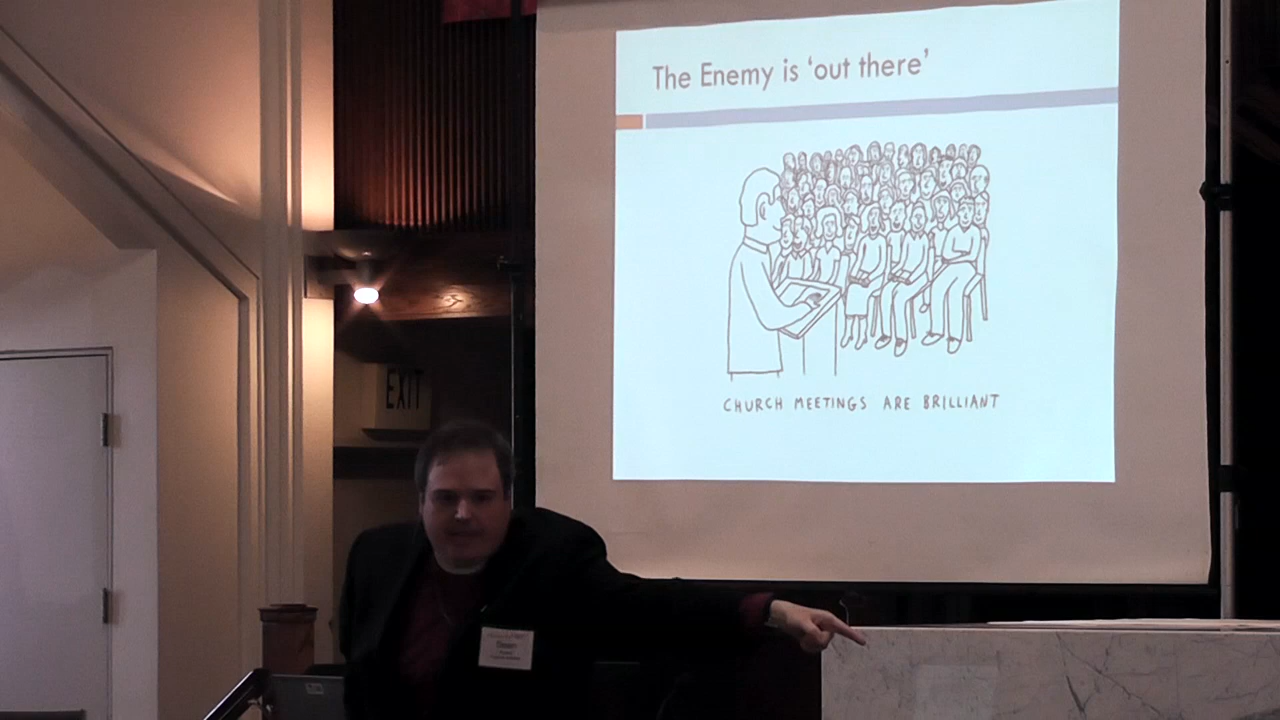 The Enemy is ‘out there’
CHURCH MEETINGS ARE BRILLIANT
EXIT